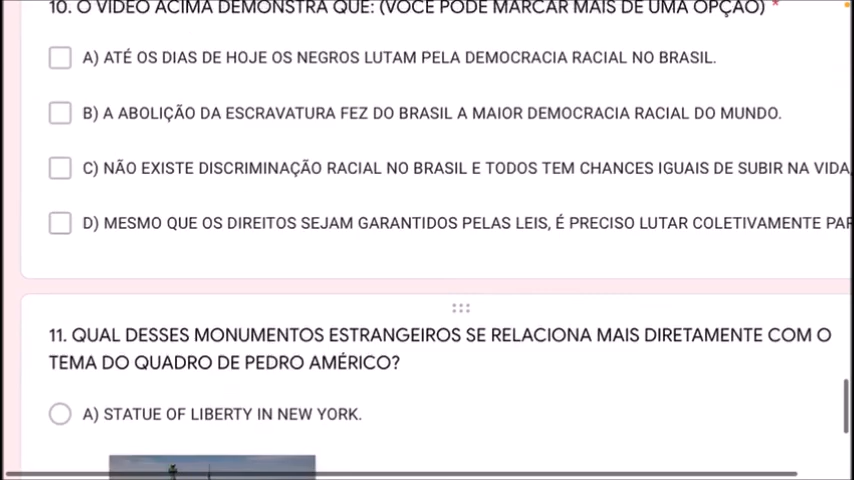 10. O VÍDEO ACIMA DEMONSTRA QUE: (VOCÊ PODE MARCAR MAIS DE UMA OPÇÃO) *
A) ATÉ OS DIAS DE HOJE OS NEGROS LUTAM PELA DEMOCRACIA RACIAL NO BRASIL.
B) A ABOLIÇÃO DA ESCRAVATURA FEZ DO BRASIL A MAIOR DEMOCRACIA RACIAL DO MUNDO.
C) NÃO EXISTE DISCRIMINAÇÃO RACIAL NO BRASIL E TODOS TEM CHANCES IGUAIS DE SUBIR NA VIDA,
D) MESMO QUE OS DIREITOS SEJAM GARANTIDOS PELAS LEIS, É PRECISO LUTAR COLETIVAMENTE
11. QUAL DESSES MONUMENTOS ESTRANGEIROS SE RELACIONA MAIS DIRETAMENTE COM O
TEMA DO QUADRO DE PEDRO AMÉRICO?
A) STATUE OF LIBERTY IN NEW YORK.